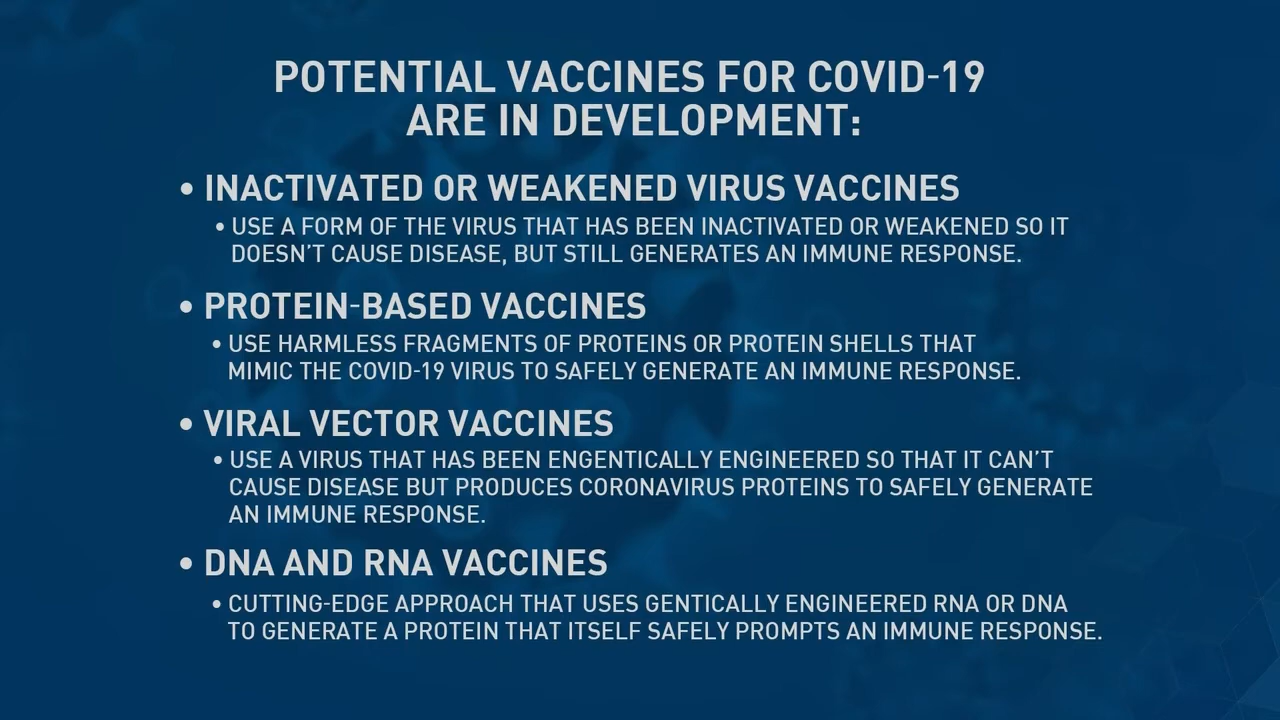 POTENTIAL VACCINES FOR COVID-19
ARE IN DEVELOPMENT:
• INACTIVATED OR WEAKENED VIRUS VACCINES
• USE A FORM OF THE VIRUS THAT HAS BEEN INACTIVATED OR WEAKENED SO IT
DOESN'T CAUSE DISEASE, BUT STILL GENERATES AN IMMUNE RESPONSE.
• PROTEIN-BASED VACCINES
• USE HARMLESS FRAGMENTS OF PROTEINS OR PROTEIN SHELLS THAT
MIMIC THE COVID-19 VIRUS TO SAFELY GENERATE AN IMMUNE RESPONSE.
• VIRAL VECTOR VACCINES
• USE A VIRUS THAT HAS BEEN ENGENTICALLY ENGINEERED SO THAT IT CAN'T
CAUSE DISEASE BUT PRODUCES CORONAVIRUS PROTEINS TO SAFELY GENERATE
AN IMMUNE RESPONSE.
• DNA AND RNA VACCINES
• CUTTING-EDGE APPROACH THAT USES GENTICALLY ENGINEERED RNA OR DNA
TO GENERATE A PROTEIN THAT ITSELF SAFELY PROMPTS AN IMMUNE RESPONSE.